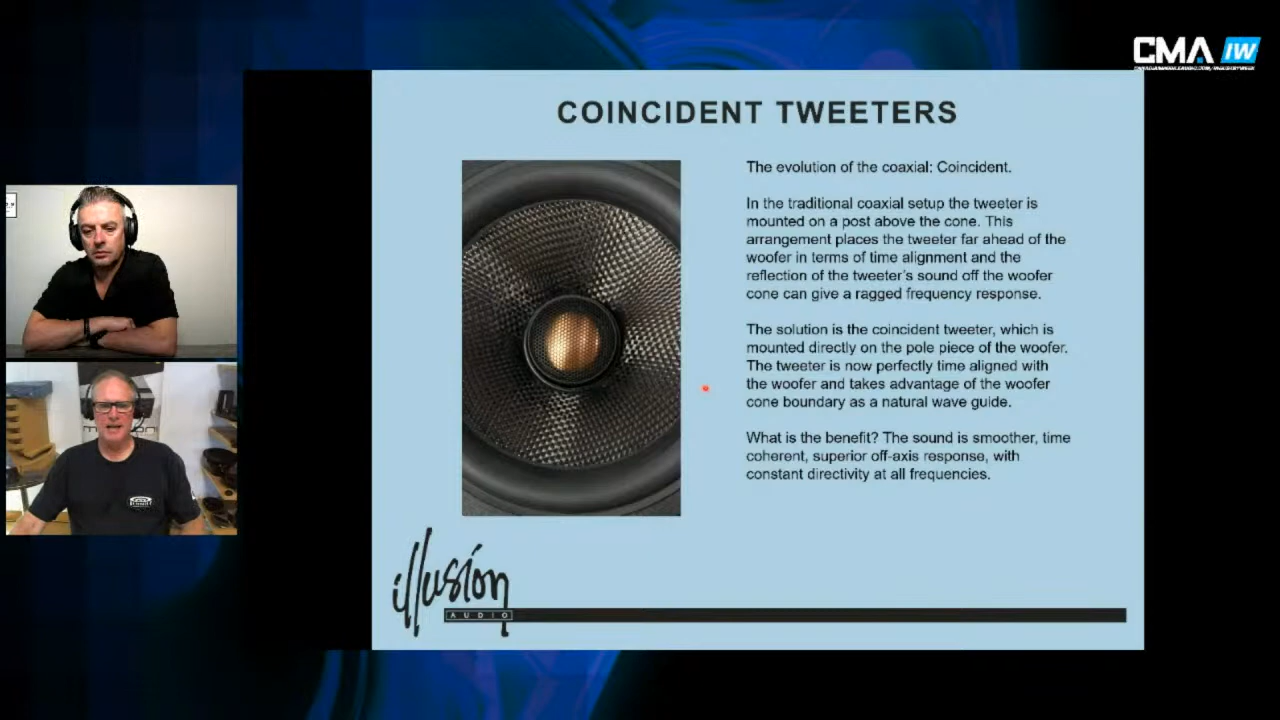 CMA IW
COINCIDENT TWEETERS
The evolution of the coaxial: Coincident.
In the traditional coaxial setup the tweeter is
mounted on a post above the cone. This
arrangement places the tweeter far ahead of the
woofer in terms of time alignment and the
reflection of the tweeter's sound off the woofer
cone can give a ragged frequency response.
The solution is the coincident tweeter, which is
mounted directly on the pole piece of the woofer.
The tweeter is now perfectly time aligned with
the woofer and takes advantage of the woofer
cone boundary as a natural wave guide.
What is the benefit? The sound is smoother, time
coherent, superior off-axis response, with
constant directivity at all frequencies.
illusion
AUDIO